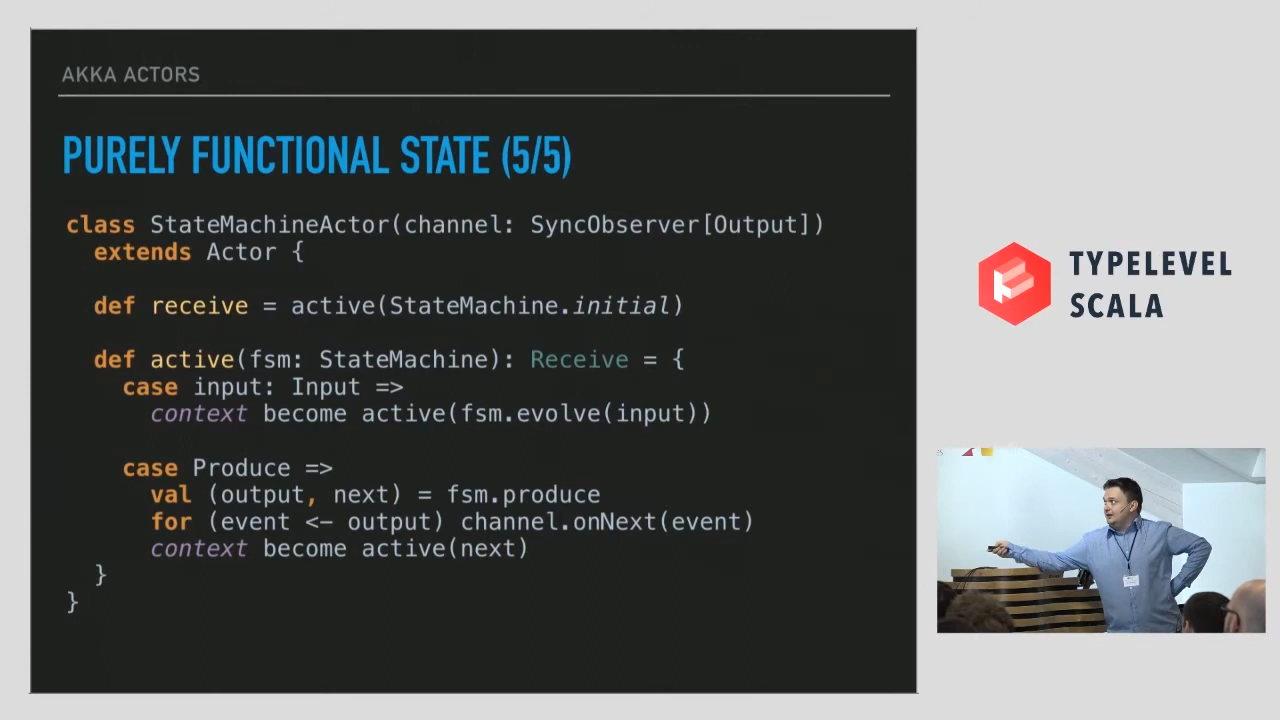 AKKA ACTORS
PURELY FUNCTIONAL STATE (5/5)
class StateMachineActor(channel: SyncObserver[Output])
extends Actor {
def receive = active(StateMachine.initial)
def active(fsm: StateMachine): Receive = {
case input: Input =>
context become active(fsm.evolve(input))
case Produce =>
val (output, next) = fsm.produce
for (event <- output) channel.onNext(event)
context become active(next)
}
}
TYPELEVEL
SCALA